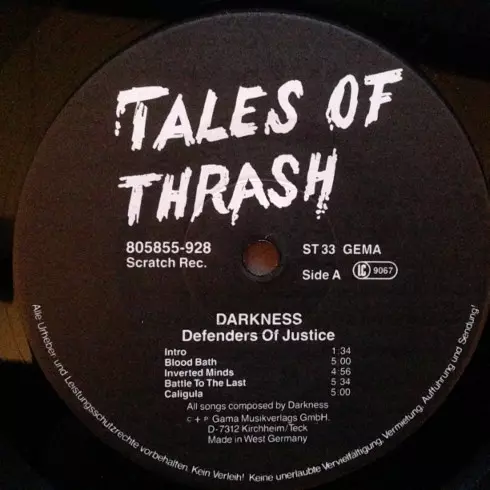 TALES OF
THRASH
805855-928
Scratch Rec.
ST 33 GEMA
Side A
LC 9067
DARKNESS
Defenders Of Justice
Intro 1:34
Blood Bath 5:00
Inverted Minds 4:56
Battle To The Last 5:34
Caligula 5:00
All songs composed by Darkness
c + p Gama Musikverlags GmbH.
D-7312 Kirchheim/Teck
Made in West Germany
Alle Urheber und Leistungsschutzrechte vorbehalten. Kein Verleih! Keine unerlaubte Vervielfältigung, Vermietung, Aufführung und Sendung!